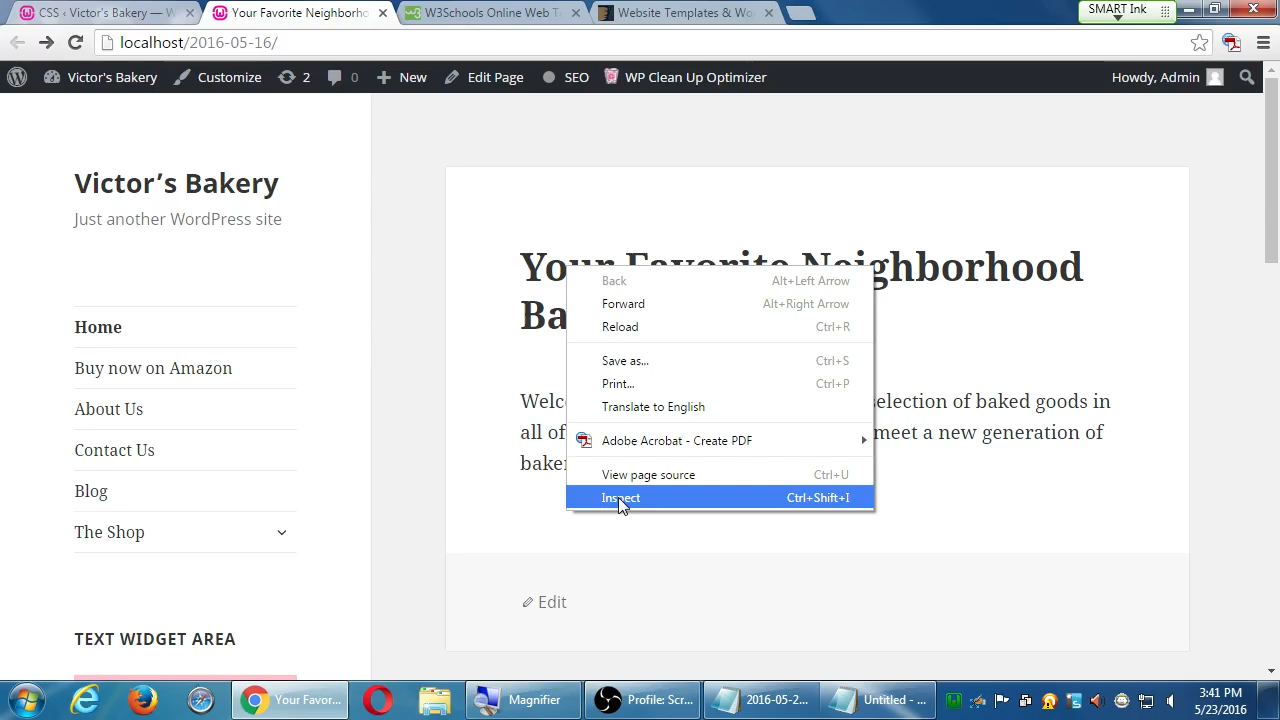 CSS ‹ Victor's Bakery — W
Your Favorite Neighborho
W3Schools Online Web T
Website Templates & Wo
SMART Ink
localhost/2016-05-16/
Victor's Bakery
Customize
2
0
New
Edit Page
SEO
WP Clean Up Optimizer
Howdy, Admin
Victor's Bakery
Just another WordPress site
Home
Buy now on Amazon
About Us
Contact Us
Blog
The Shop
TEXT WIDGET AREA
Your Favorite Neighborhood
Ba
Welc selection of baked goods in
all of meet a new generation of
baker
Edit
Back Alt+Left Arrow
Forward Alt+Right Arrow
Reload Ctrl+R
Save as... Ctrl+S
Print... Ctrl+P
Translate to English
Adobe Acrobat - Create PDF
View page source Ctrl+U
Inspect Ctrl+Shift+I
Your Favor...
Magnifier
Profile: Scr...
2016-05-2...
Untitled - ...
3:41 PM
5/23/2016